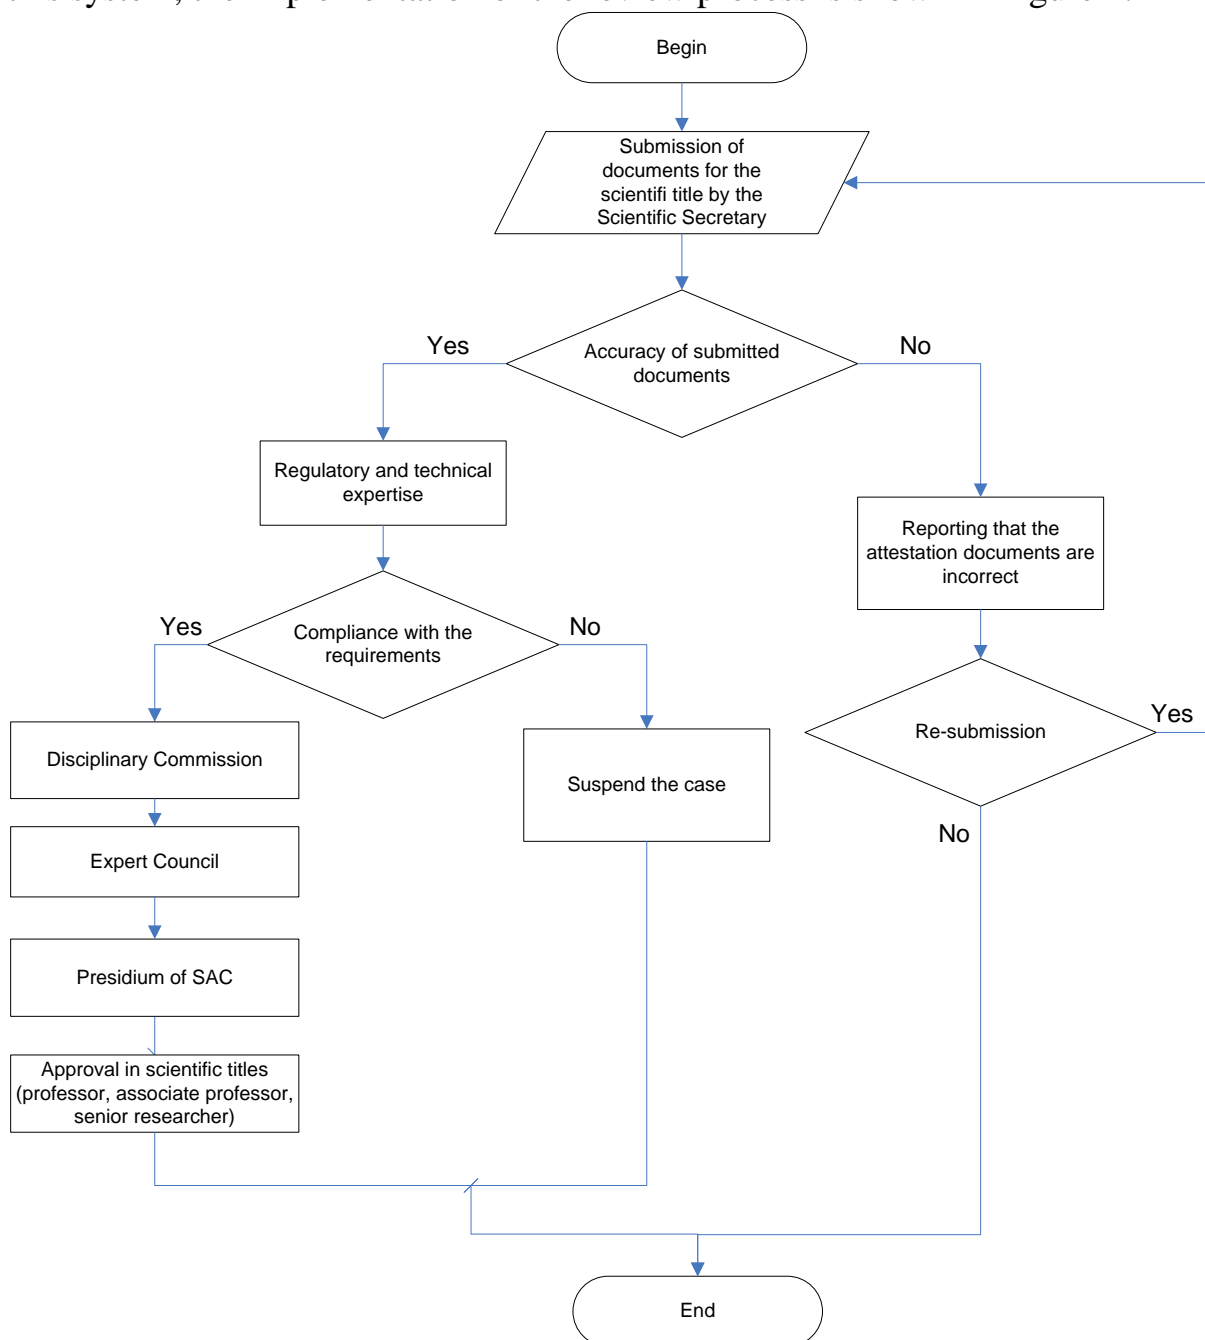 Begin
Submission of
documents for the
scientifi title by the
Scientific Secretary
Yes
Accuracy of submitted
documents
No
Regulatory and technical
expertise
Reporting that the
attestation documents are
incorrect
Yes
Compliance with the
requirements
No
Re-submission
Yes
No
Disciplinary Commission
Suspend the case
Expert Council
Presidium of SAC
Approval in scientific titles
(professor, associate professor,
senior researcher)
End